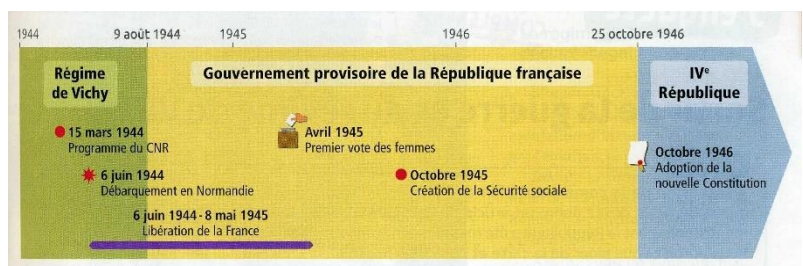 1944
9 août 1944
1945
1946
25 octobre 1946
Régime
de Vichy
Gouvernement provisoire de la République française
IVe
République
15 mars 1944
Programme du CNR
Avril 1945
Premier vote des femmes
6 juin 1944
Débarquement en Normandie
Octobre 1945
Création de la Sécurité sociale
Octobre 1946
Adoption de la
nouvelle Constitution
6 juin 1944 - 8 mai 1945
Libération de la France